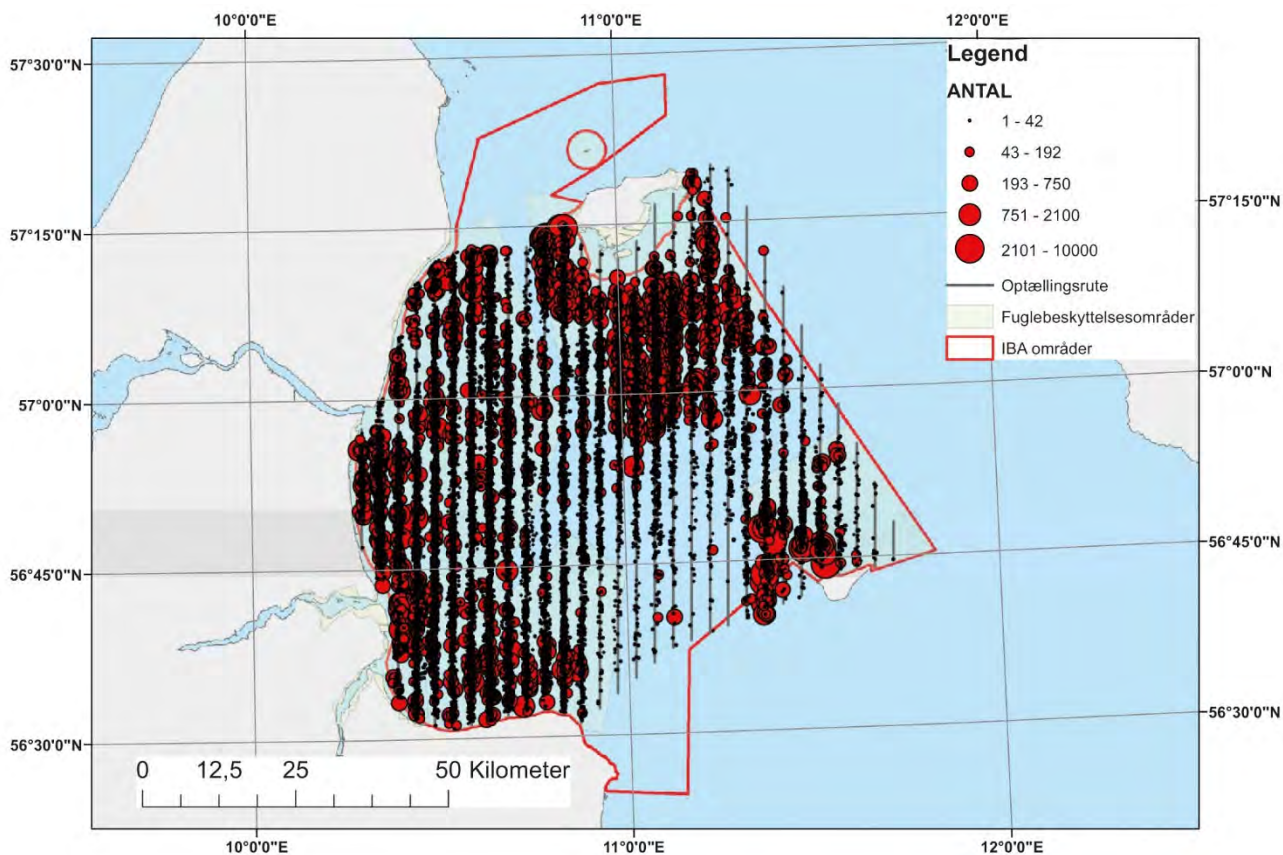 10°0'0"E 11°0'0"E 12°0'0"E
57°30'0"N
Legend
ANTAL
1 - 42
43 - 192
193 - 750
751 - 2100
2101 - 10000
Optællingsrute
Fuglebeskyttelsesområder
IBA områder
57°15'0"N
57°15'0"N
57°0'0"N
57°0'0"N
56°45'0"N
56°45'0"N
56°30'0"N
56°30'0"N
0 12,5 25 50 Kilometer
10°0'0"E 11°0'0"E 12°0'0"E